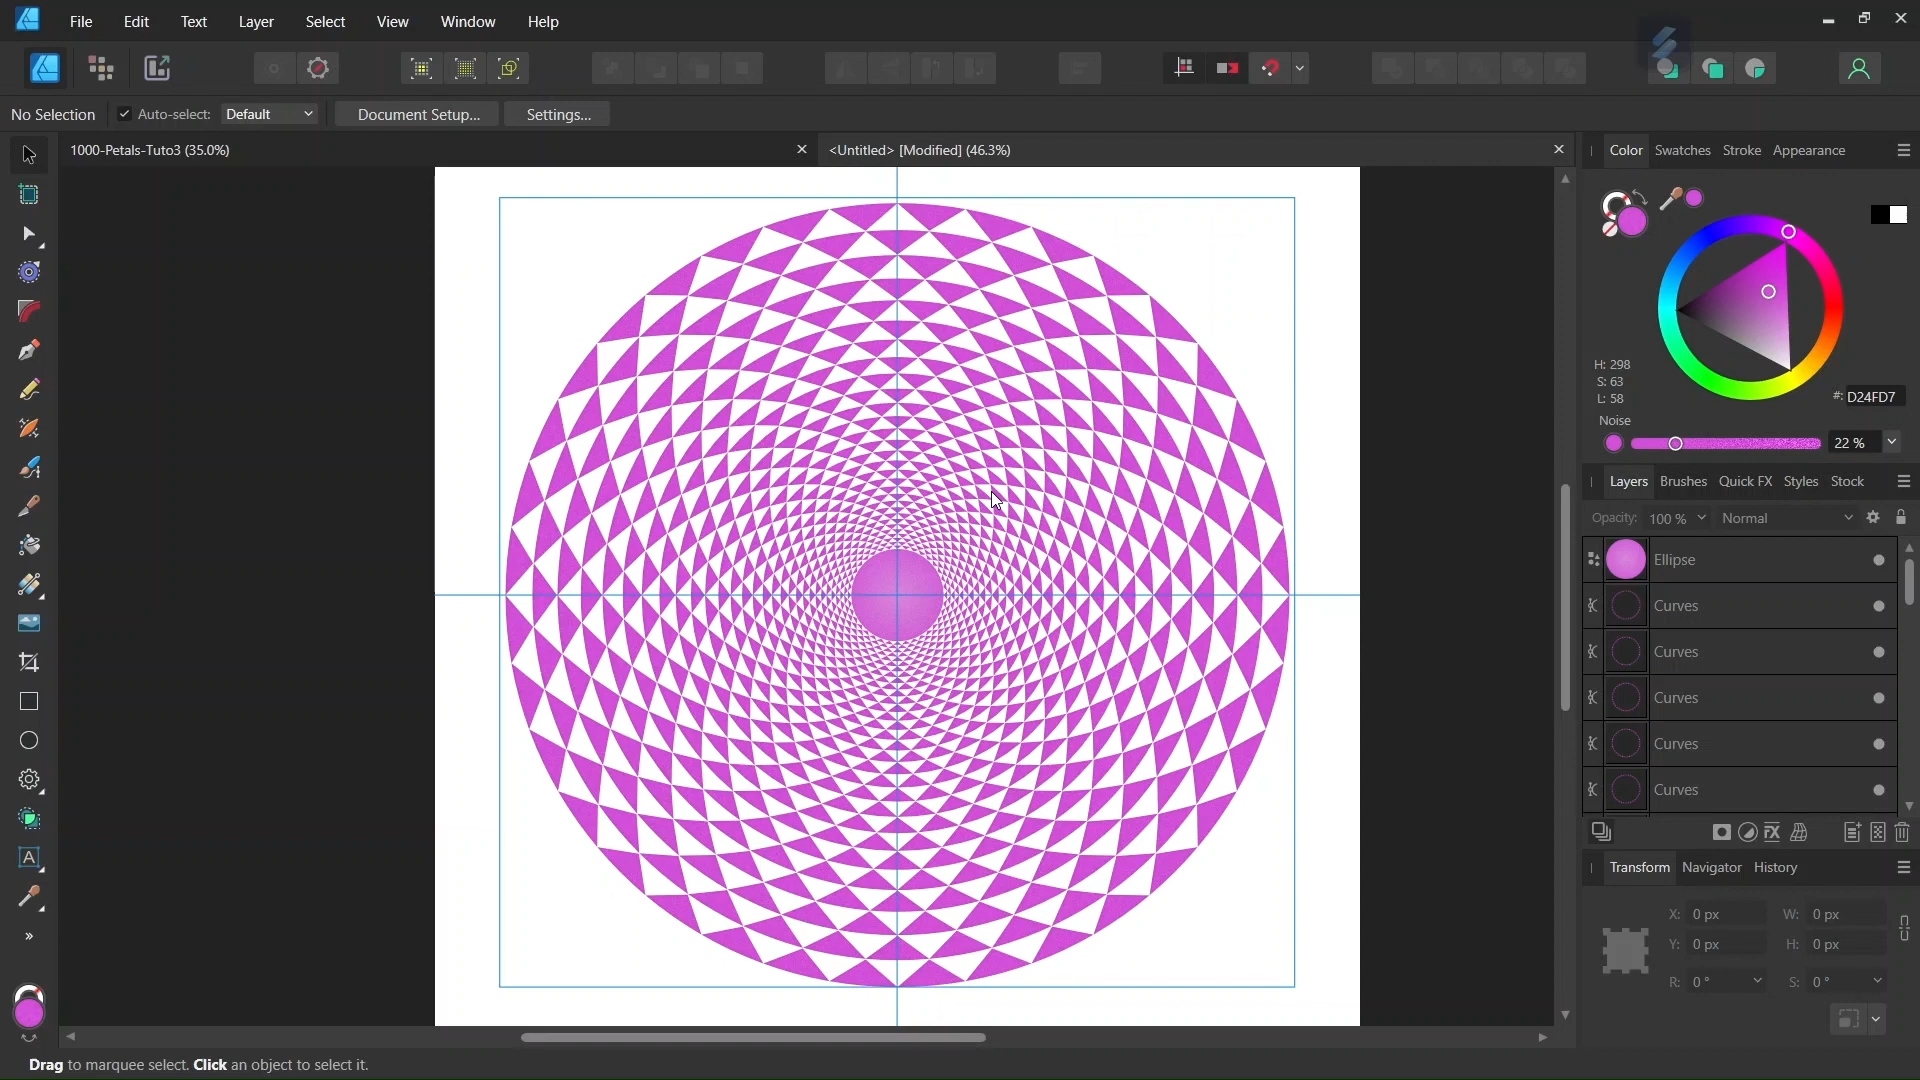 File Edit Text Layer Select View Window Help
No Selection Auto-select: Default Document Setup... Settings...
1000-Petals-Tuto3 (35.0%)
<Untitled> [Modified] (46.3%)
Color Swatches Stroke Appearance
H: 298
S: 63
L: 58
#: D24FD7
Noise
22 %
Layers Brushes Quick FX Styles Stock
Opacity: 100 % Normal
Ellipse
Curves
Curves
Curves
Curves
Curves
Transform Navigator History
X: 0 px W: 0 px
Y: 0 px H: 0 px
R: 0 ° S: 0 °
Drag to marquee select. Click an object to select it.